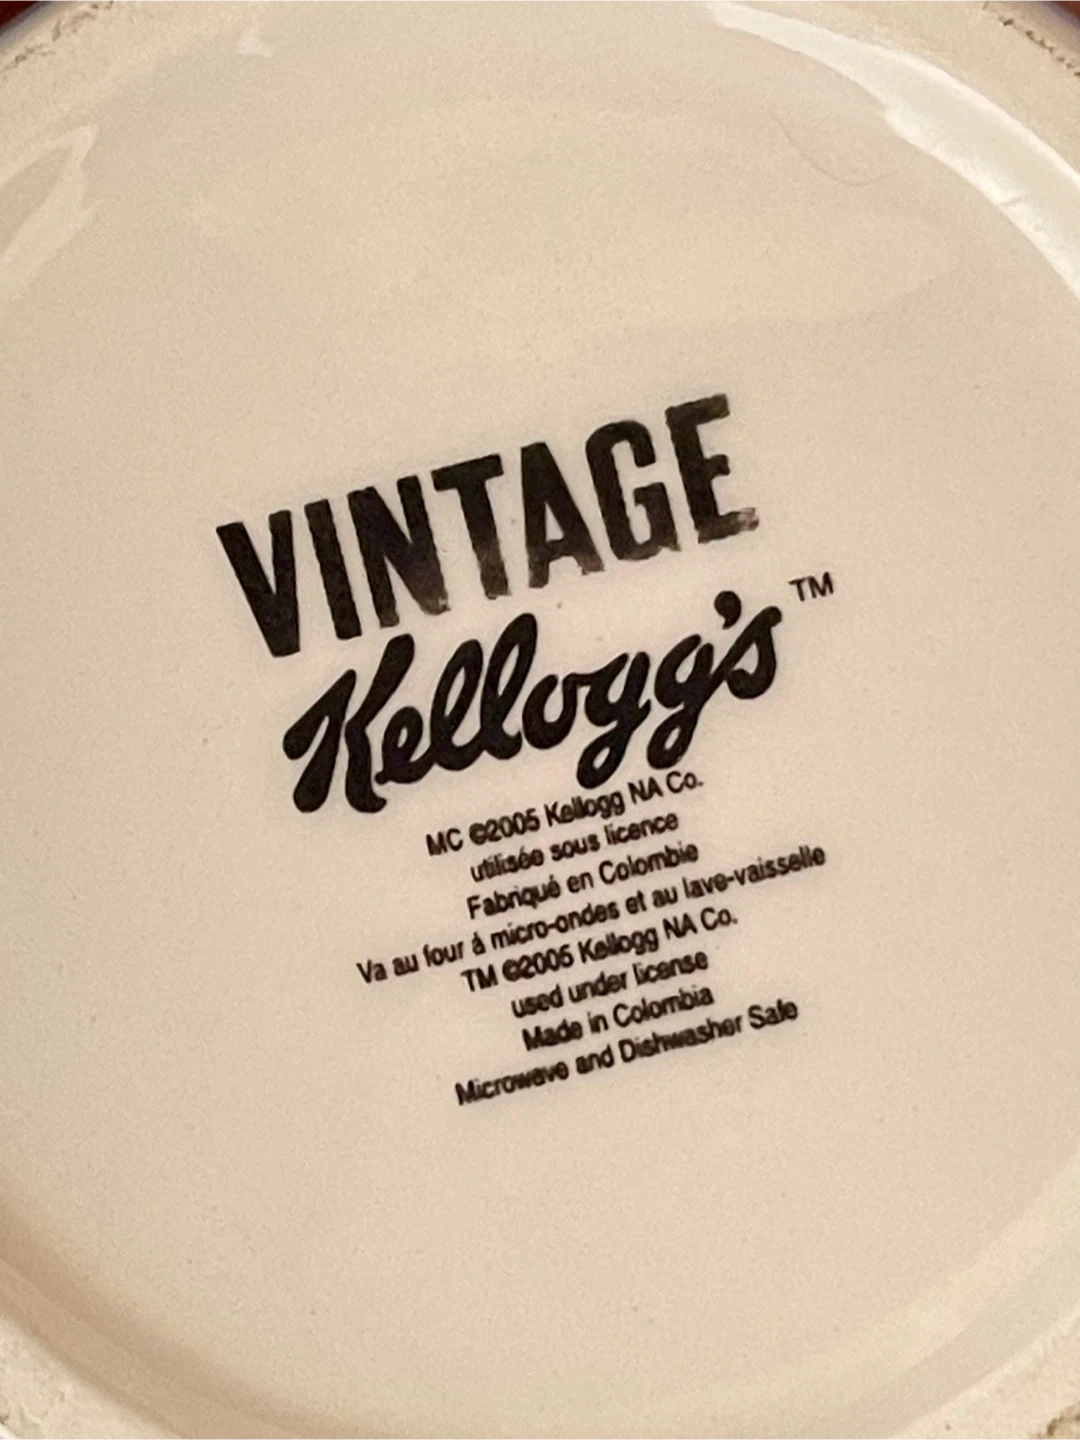 VINTAGE
Kellogg's™
MC ©2005 Kellogg NA Co.
utilisée sous licence
Fabriqué en Colombie
Va au four à micro-ondes et au lave-vaisselle
TM ©2005 Kellogg NA Co.
used under license
Made in Colombia
Microwave and Dishwasher Safe